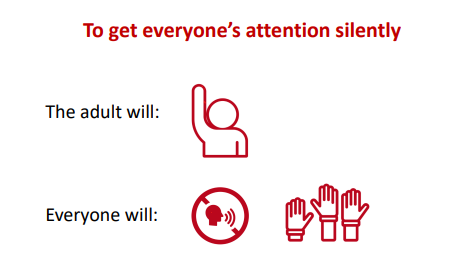 To get everyone’s attention silently
The adult will:
Everyone will: